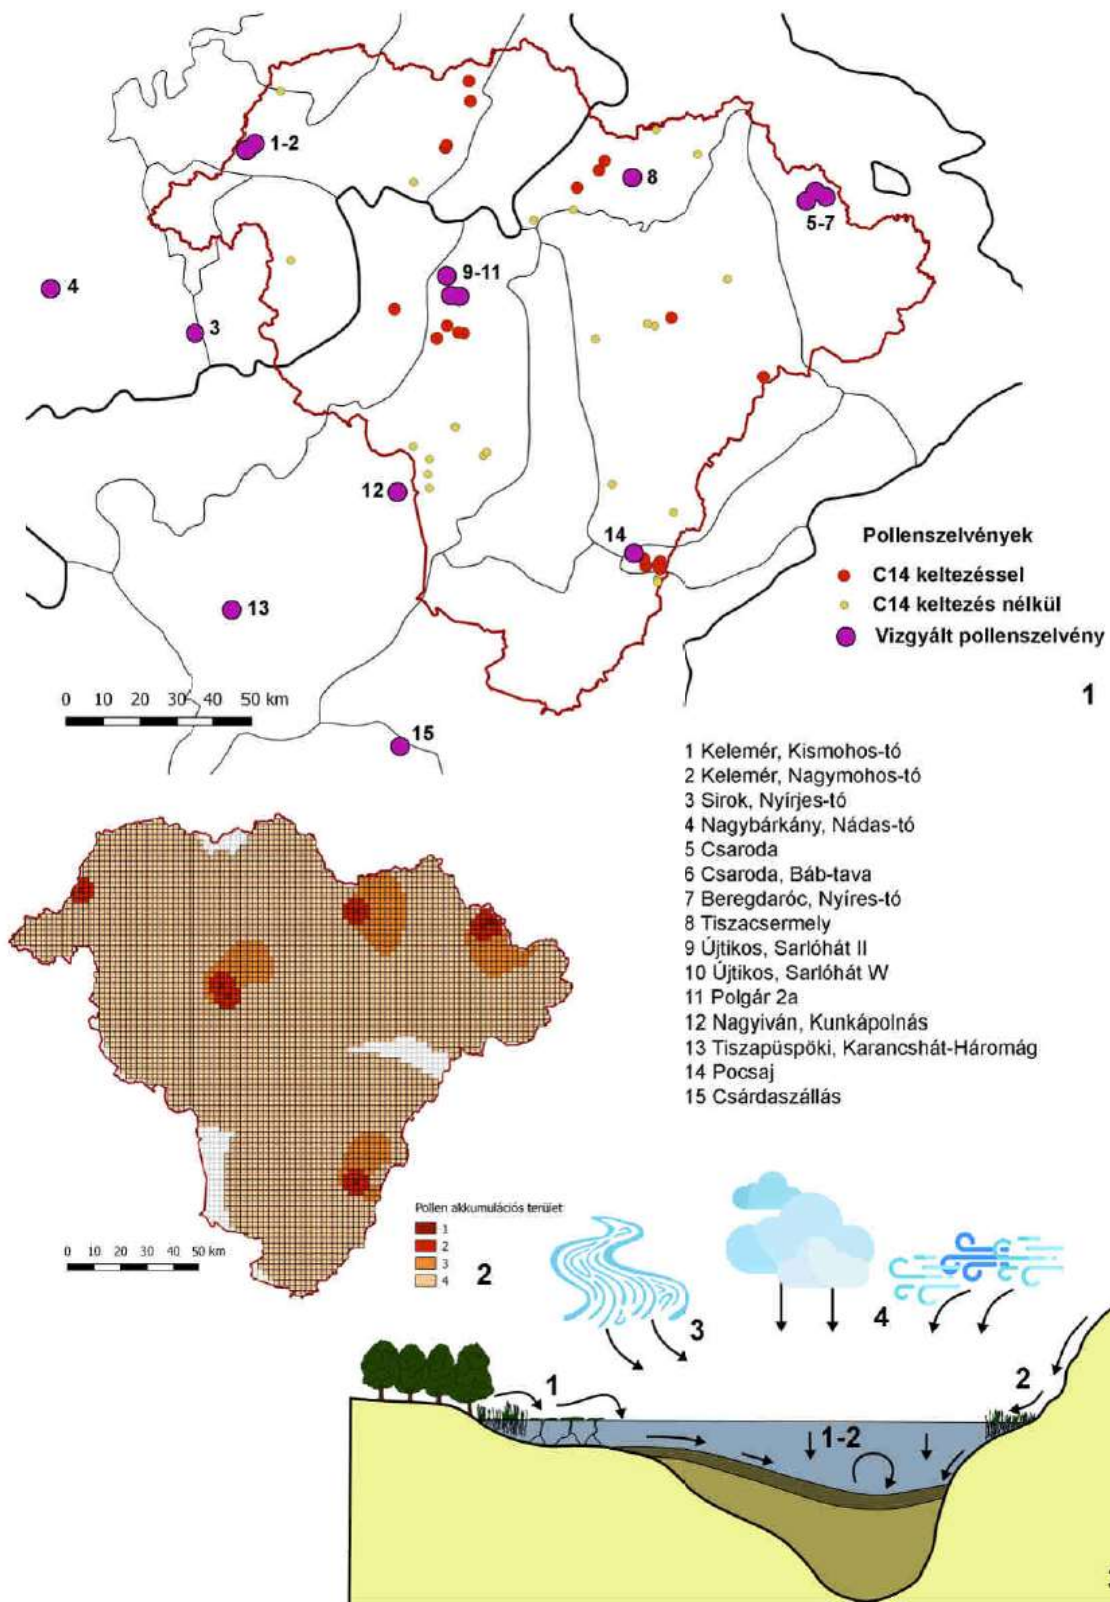 1-2
8
5-7
4
9-11
3
12
14
Pollenszelvények
C14 keltezéssel
13
C14 keltezés nélkül
Vizgyált pollenszelvény
0 10 20 30 40 50 km
1
15
1 Kelemér, Kismohos-tó
2 Kelemér, Nagymohos-tó
3 Sirok, Nyírjes-tó
4 Nagybárkány, Nádas-tó
5 Csaroda
6 Csaroda, Báb-tava
7 Beregdaróc, Nyíres-tó
8 Tiszacsermely
9 Újtikos, Sarlóhát II
10 Újtikos, Sarlóhát W
11 Polgár 2a
12 Nagyiván, Kunkápolnás
13 Tiszapüspöki, Karancshát-Háromág
14 Pocsaj
15 Csárdaszállás
Pollen akkumulációs terület
1
2
3
4
0 10 20 30 40 50 km
2
3
4
1
2
1-2